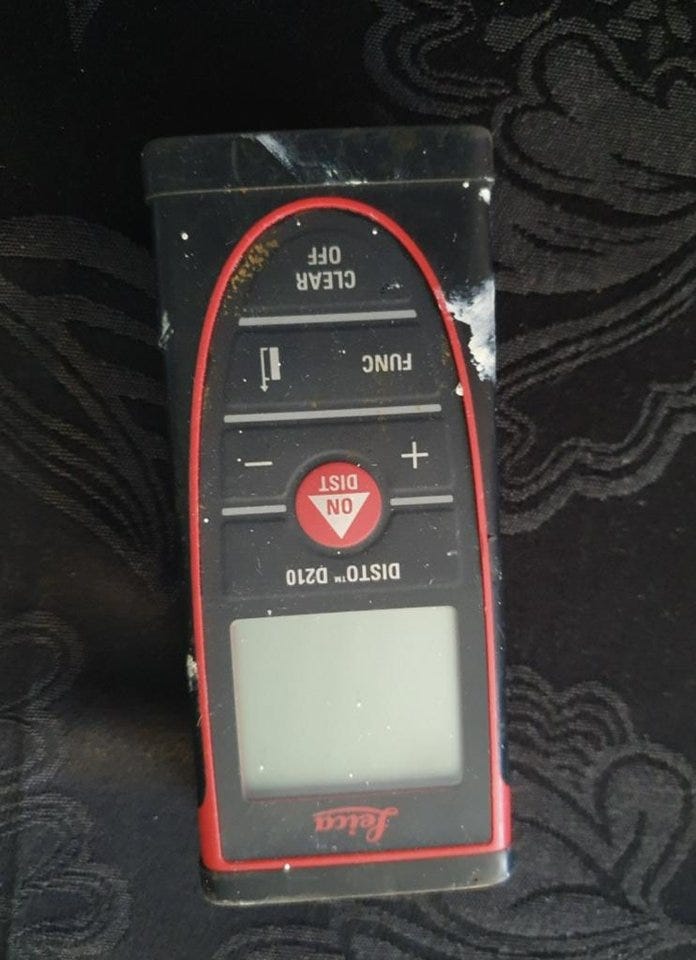 Leica
DISTO™ D210
ON
DIST
+ −
FUNC
CLEAR
OFF